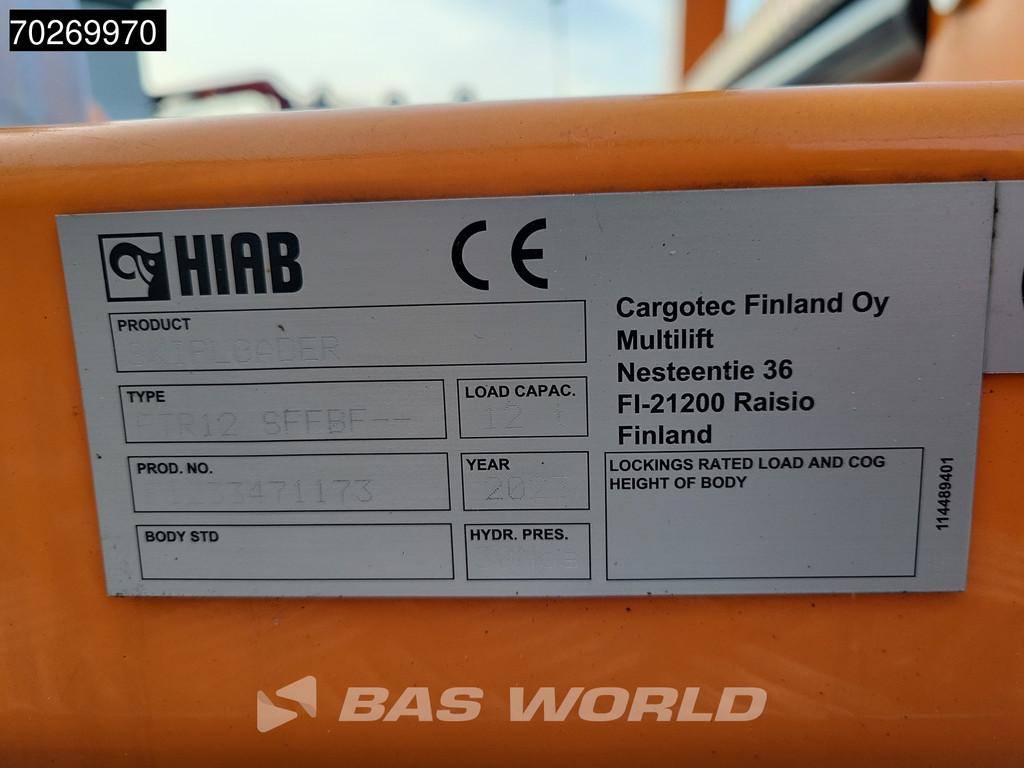 70269970
HIAB
CE
Cargotec Finland Oy
Multilift
Nesteentie 36
FI-21200 Raisio
Finland
PRODUCT
SKIPLOADER
TYPE
SFFBF--
LOAD CAPAC.
12
PROD. NO.
YEAR
BODY STD
HYDR. PRES.
LOCKINGS RATED LOAD AND COG
HEIGHT OF BODY
114489401
BAS WORLD